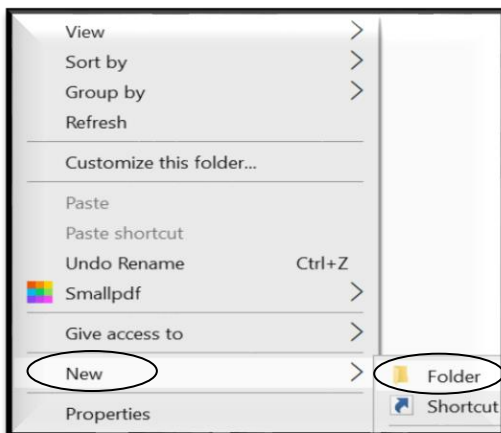 View
Sort by
Group by
Refresh
Customize this folder...
Paste
Paste shortcut
Undo Rename Ctrl+Z
Smallpdf
Give access to
New
Folder
Shortcut
Properties